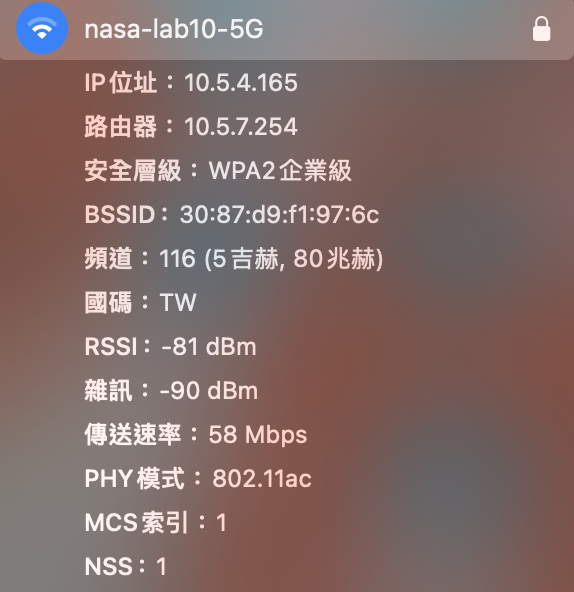 nasa-lab10-5G
IP位址：10.5.4.165
路由器：10.5.7.254
安全層級：WPA2企業級
BSSID：30:87:d9:f1:97:6c
頻道：116 (5吉赫, 80兆赫)
國碼：TW
RSSI：-81 dBm
雜訊：-90 dBm
傳送速率：58 Mbps
PHY模式：802.11ac
MCS索引：1
NSS：1